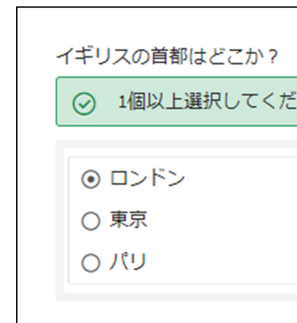 イギリスの首都はどこか？
1個以上選択してくだ
ロンドン
東京
パリ